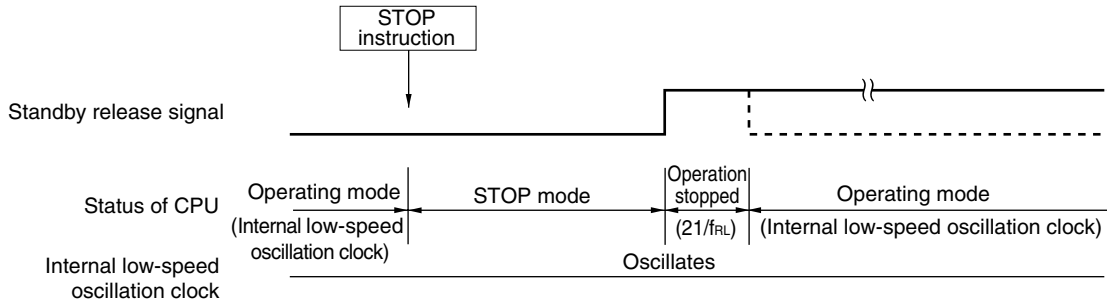 STOP
instruction
Standby release signal
Status of CPU
Operating mode
(Internal low-speed
oscillation clock)
STOP mode
Operation
stopped
(21/fRL)
Operating mode
(Internal low-speed oscillation clock)
Internal low-speed
oscillation clock
Oscillates